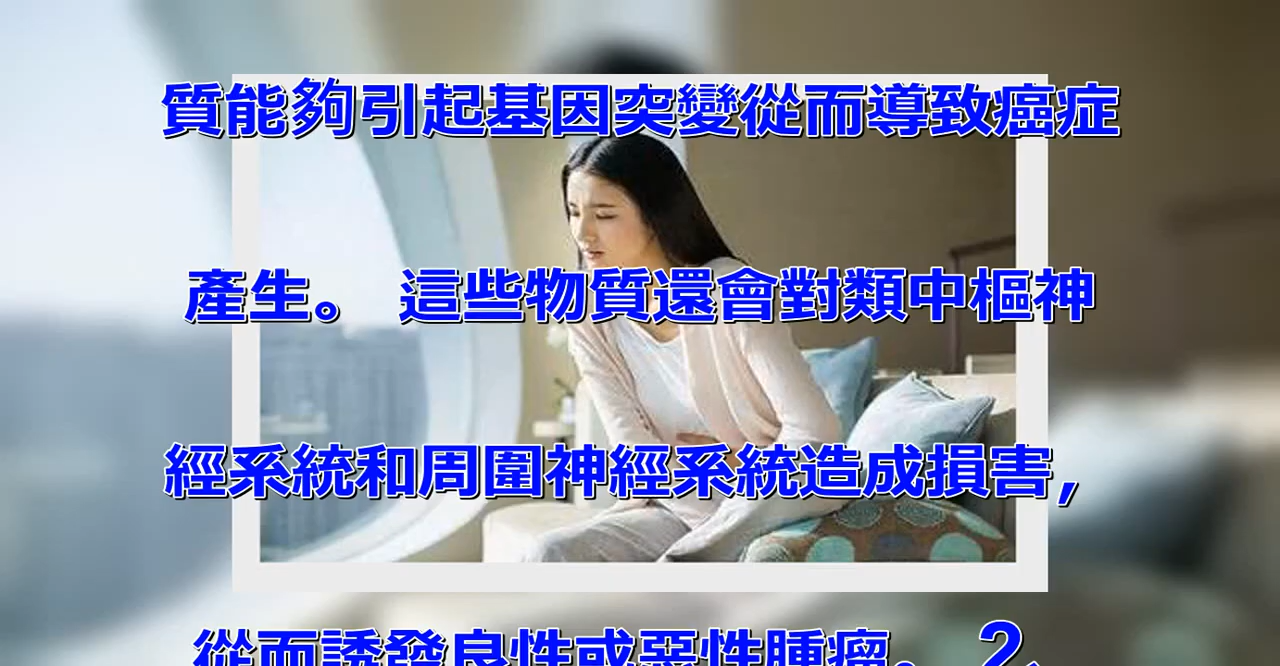 質能夠引起基因突變從而導致癌症
產生。 這些物質還會對類中樞神
經系統和周圍神經系統造成損害，
從而誘發良性或惡性腫瘤。 2、